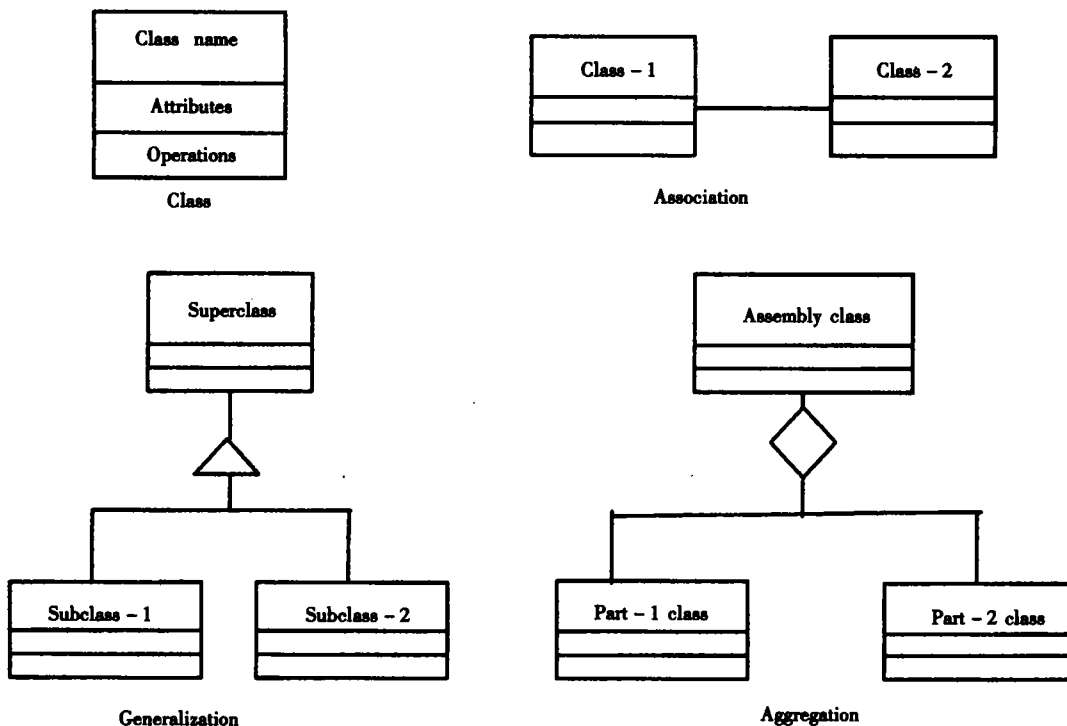 Class name
Attributes
Operations
Class
Class – 1
Class – 2
Association
Superclass
Subclass – 1
Subclass – 2
Generalization
Assembly class
Part – 1 class
Part – 2 class
Aggregation